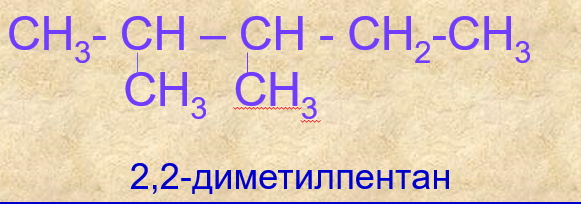 CH₃- CH – CH - CH₂-CH₃
CH₃ CH₃
2,2-диметилпентан